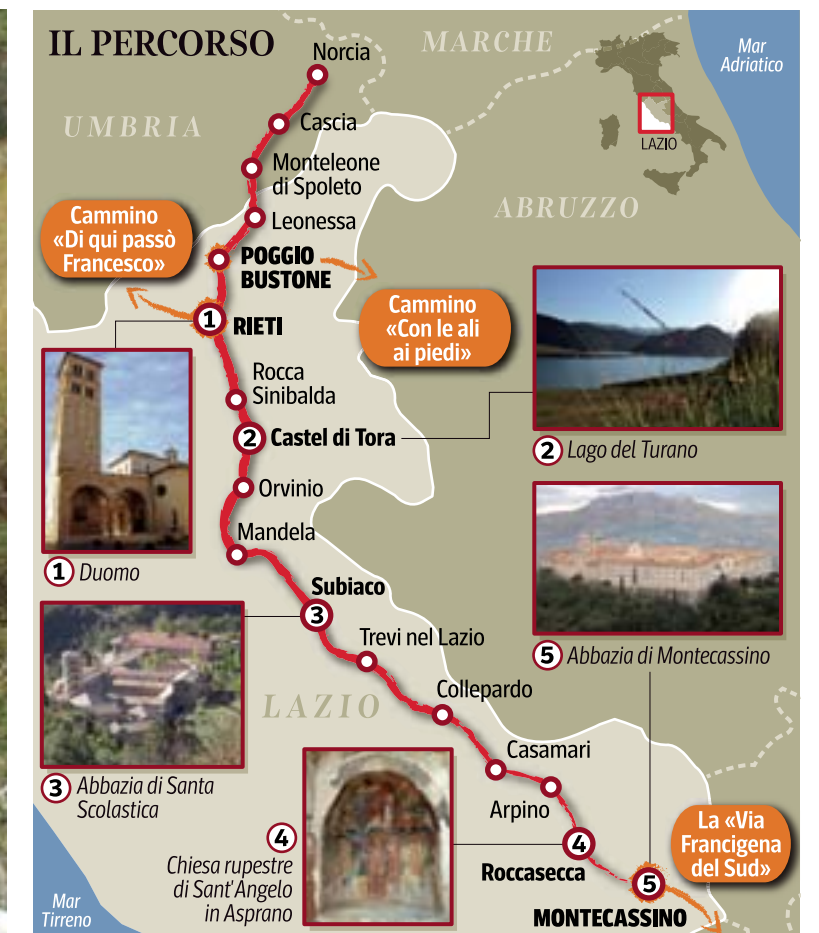 IL PERCORSO
Norcia
MARCHE
Mar
Adriatico
UMBRIA
Cascia
LAZIO
Monteleone
di Spoleto
ABRUZZO
Leonessa
Cammino
«Di qui passò
Francesco»
POGGIO
BUSTONE
Cammino
«Con le ali
ai piedi»
1
RIETI
Rocca
Sinibalda
2
Castel di Tora
2 Lago del Turano
Orvinio
Mandela
1 Duomo
Subiaco
3
Trevi nel Lazio
5 Abbazia di Montecassino
Collepardo
LAZIO
Casamari
3 Abbazia di Santa
Scolastica
Arpino
4
Chiesa rupestre
di Sant'Angelo
in Asprano
4
Roccasecca
La «Via
Francigena
del Sud»
5
MONTECASSINO
Mar
Tirreno